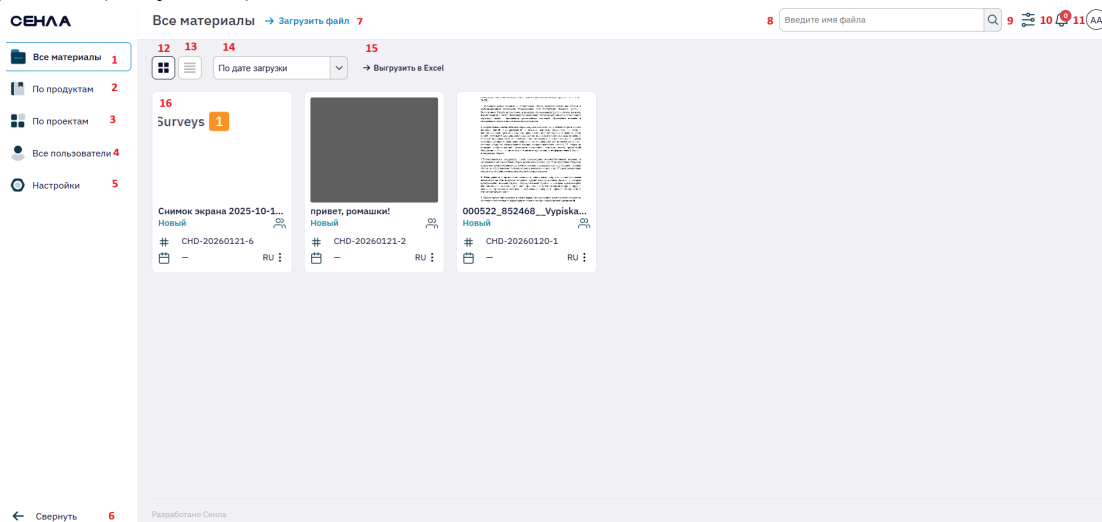 СЕНЛА
Все материалы → Загрузить файл 7
8 Введите имя файла 9 10 0 11 AA
Все материалы 1
По продуктам 2
По проектам 3
Все пользователи 4
Настройки 5
12 13 14 15
По дате загрузки → Выгрузить в Excel
16
Surveys 1
Снимок экрана 2025-10-1...
Новый
# CHD-20260121-6
– RU
привет, ромашки!
Новый
# CHD-20260121-2
– RU
000522_852468__Vypiska...
Новый
# CHD-20260120-1
– RU
← Свернуть 6
Разработано Сенла